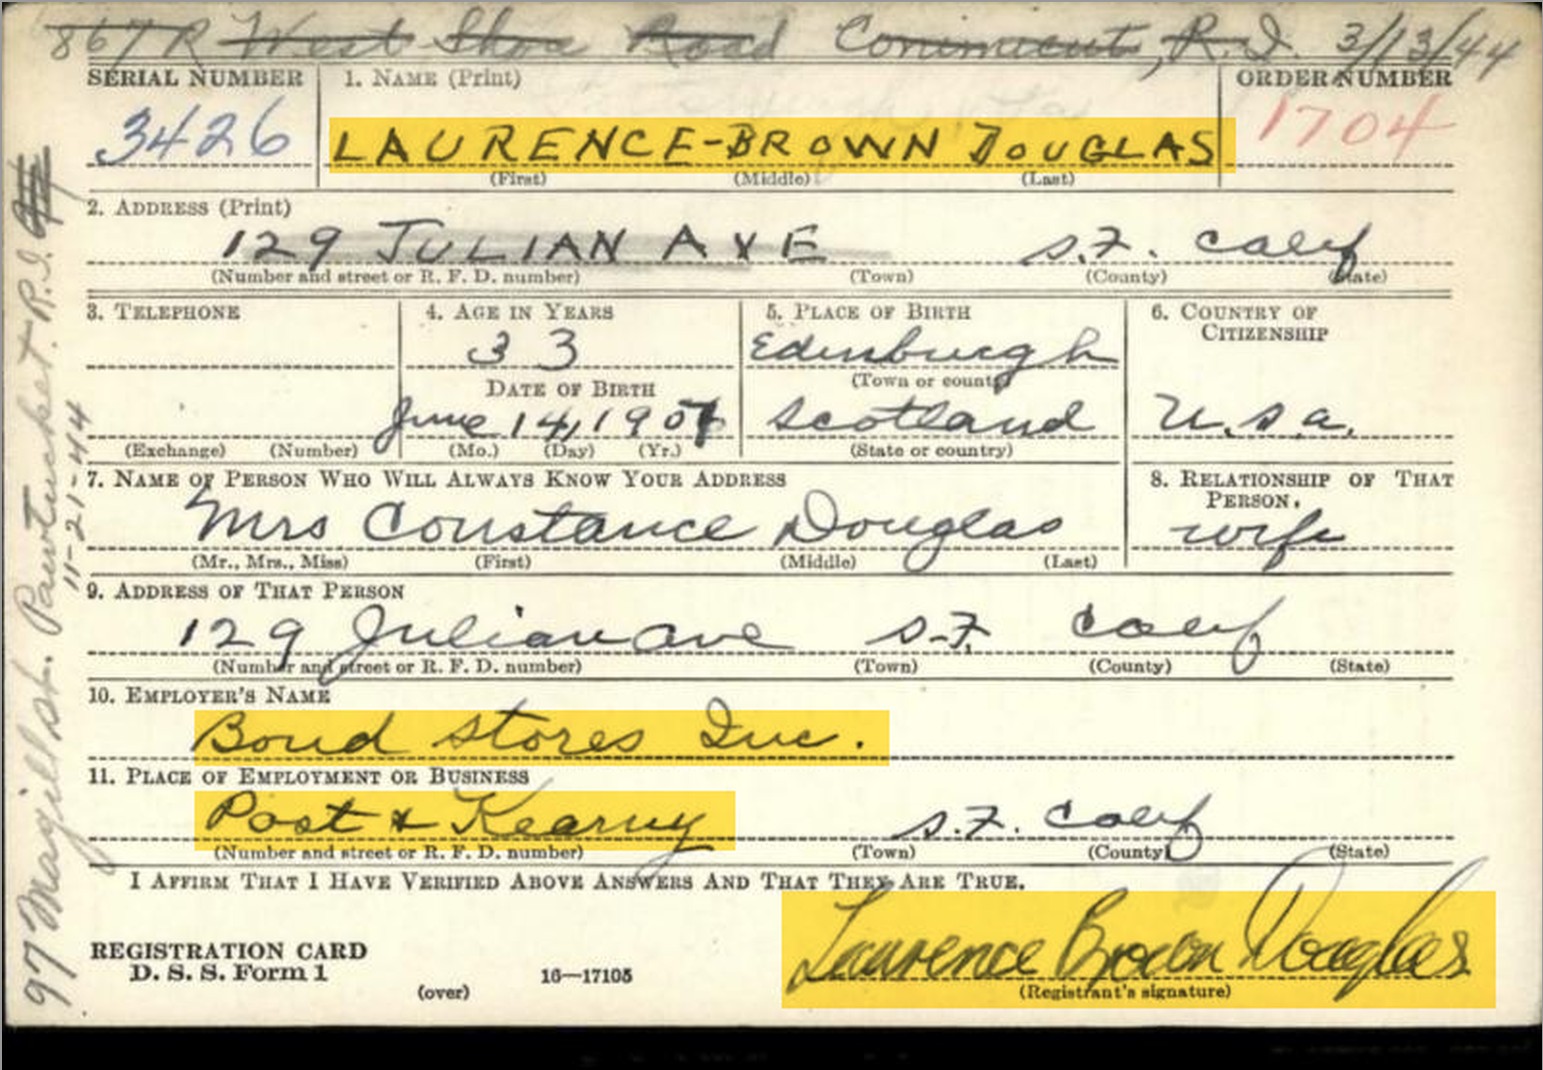 867 R West Shore Road Conimicut, R.I. 3/13/44
SERIAL NUMBER 1. NAME (Print) ORDER NUMBER
3426 LAURENCE-BROWN DOUGLAS 1704
(First) (Middle) (Last)
2. ADDRESS (Print)
129 JULIAN AVE S.F. Calif
(Number and street or R. F. D. number) (Town) (County) (State)
3. TELEPHONE 4. AGE IN YEARS 5. PLACE OF BIRTH 6. COUNTRY OF CITIZENSHIP
33 Edinburgh
DATE OF BIRTH (Town or county)
June 14, 1907 Scotland U.S.A.
(Exchange) (Number) (Mo.) (Day) (Yr.) (State or country)
7. NAME OF PERSON WHO WILL ALWAYS KNOW YOUR ADDRESS 8. RELATIONSHIP OF THAT PERSON.
Mrs Constance Douglas wife
(Mr., Mrs., Miss) (First) (Middle) (Last)
9. ADDRESS OF THAT PERSON
129 Julian ave S.F. Calif
(Number and street or R. F. D. number) (Town) (County) (State)
10. EMPLOYER'S NAME
Bond Stores Inc.
11. PLACE OF EMPLOYMENT OR BUSINESS
Post & Kearny S.F. Calif
(Number and street or R. F. D. number) (Town) (County) (State)
I AFFIRM THAT I HAVE VERIFIED ABOVE ANSWERS AND THAT THEY ARE TRUE.
Laurence Brown Douglas
REGISTRATION CARD
D. S. S. Form 1 16—17105
(over) (Registrant's signature)
97 Magill St. Pawtucket. R.I.
11-21-44